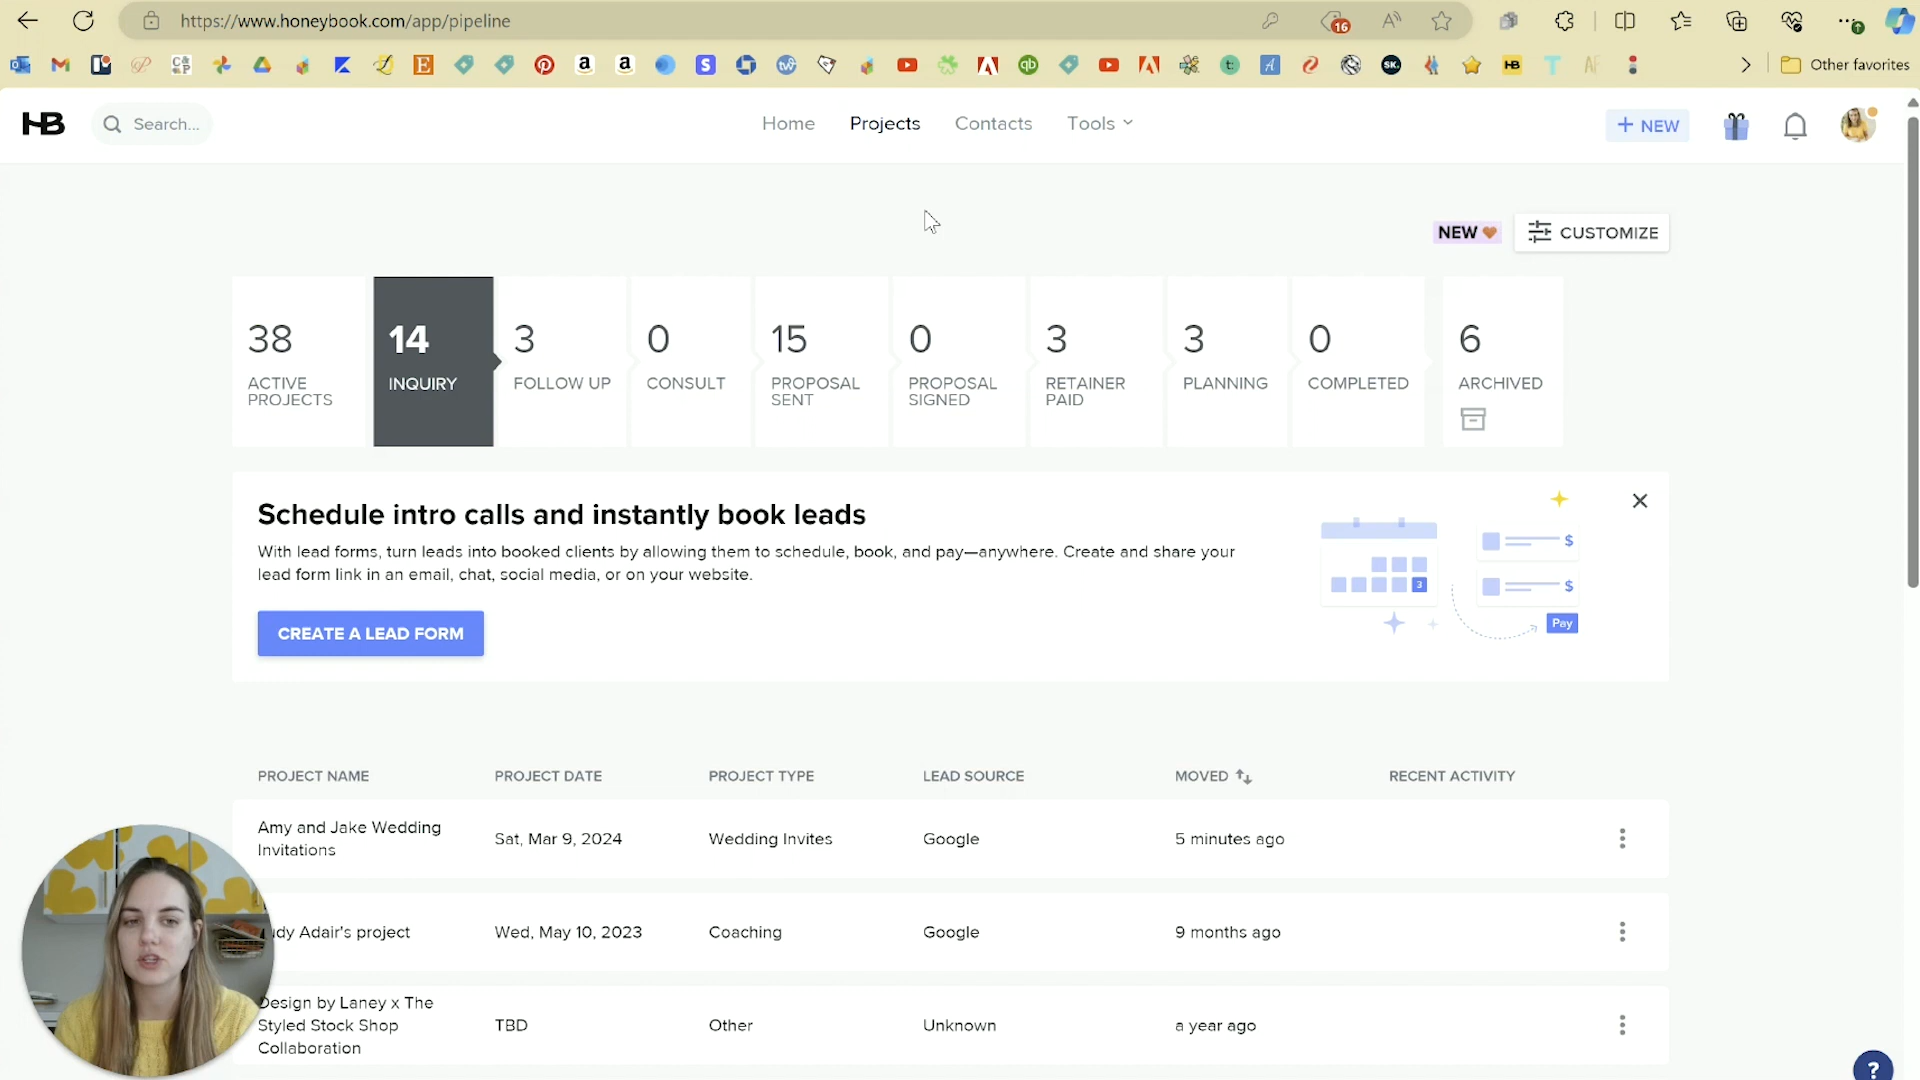 https://www.honeybook.com/app/pipeline
16
Other favorites
HB
Search...
Home
Projects
Contacts
Tools
+ NEW
NEW
CUSTOMIZE
38
ACTIVE
PROJECTS
14
INQUIRY
3
FOLLOW UP
0
CONSULT
15
PROPOSAL
SENT
0
PROPOSAL
SIGNED
3
RETAINER
PAID
3
PLANNING
0
COMPLETED
6
ARCHIVED
Schedule intro calls and instantly book leads
With lead forms, turn leads into booked clients by allowing them to schedule, book, and pay—anywhere. Create and share your
lead form link in an email, chat, social media, or on your website.
CREATE A LEAD FORM
3
$
$
Pay
PROJECT NAME
PROJECT DATE
PROJECT TYPE
LEAD SOURCE
MOVED
RECENT ACTIVITY
Amy and Jake Wedding
Invitations
Sat, Mar 9, 2024
Wedding Invites
Google
5 minutes ago
Adair's project
Wed, May 10, 2023
Coaching
Google
9 months ago
Design by Laney x The
Styled Stock Shop
Collaboration
TBD
Other
Unknown
a year ago
?